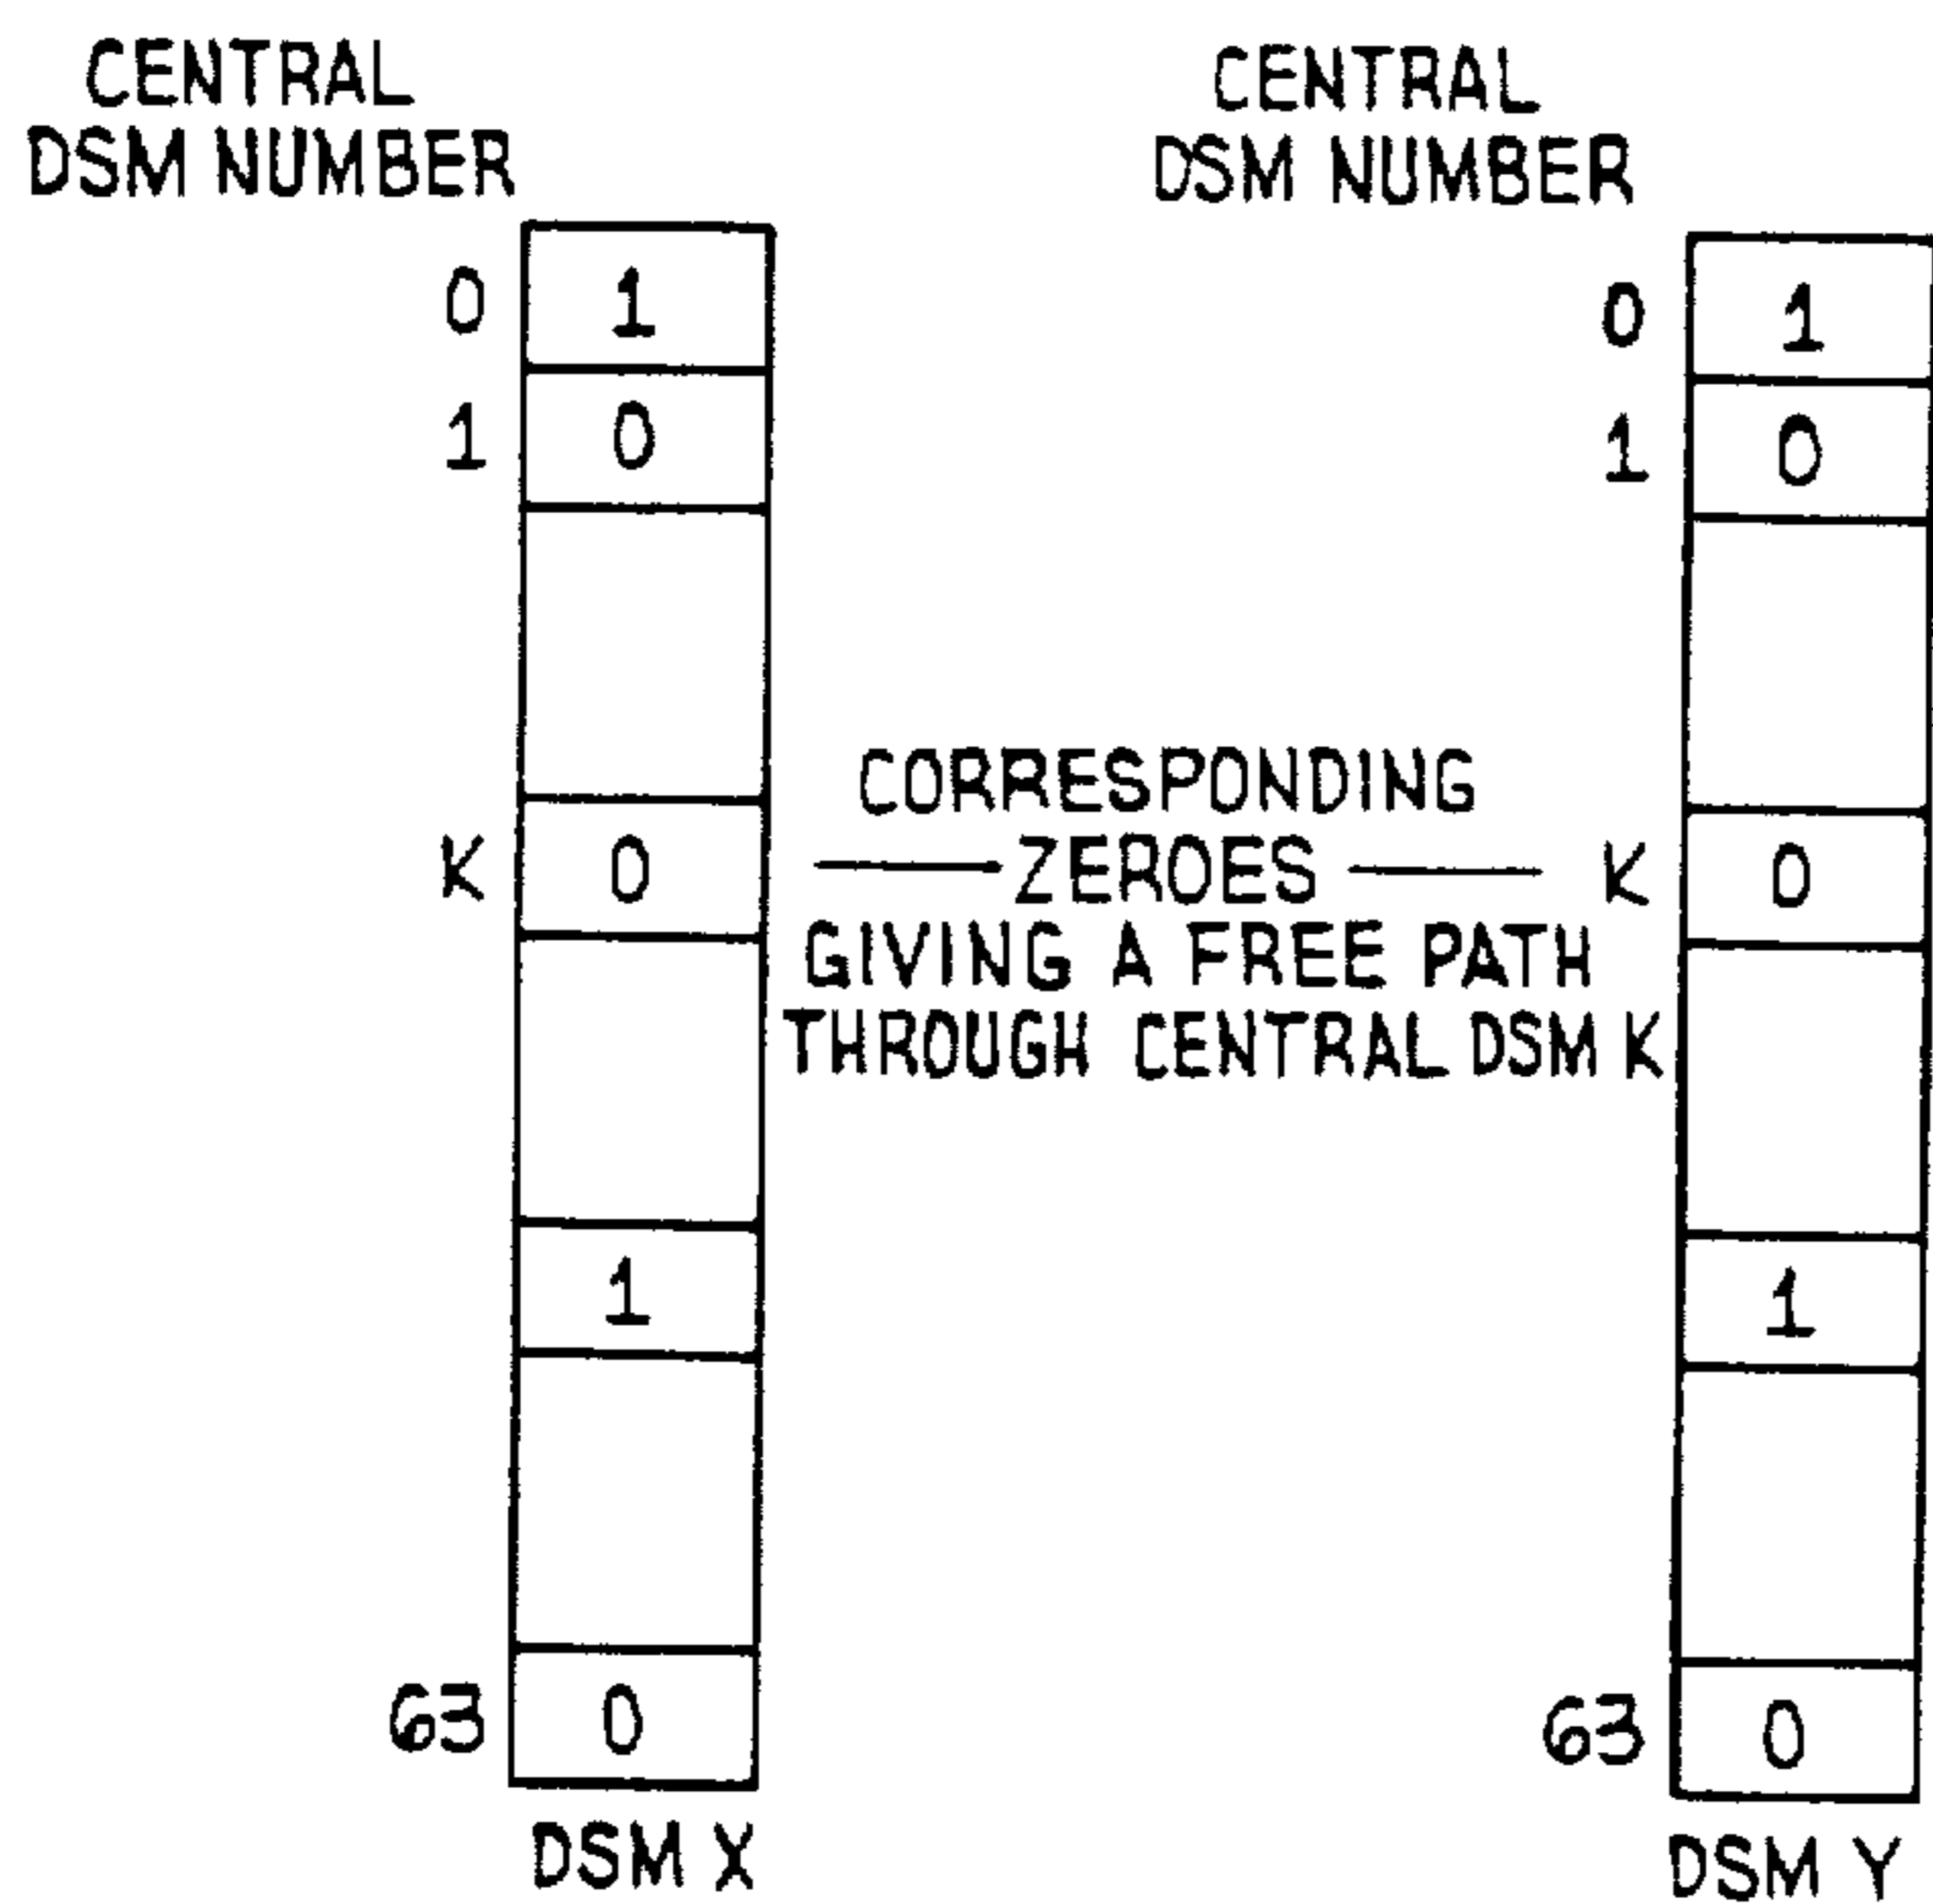 CENTRAL
DSM NUMBER
0 1
1 0
K 0
1
63 0
DSM X
CORRESPONDING
ZEROES
GIVING A FREE PATH
THROUGH CENTRAL DSM K
CENTRAL
DSM NUMBER
0 1
1 0
K 0
1
63 0
DSM Y